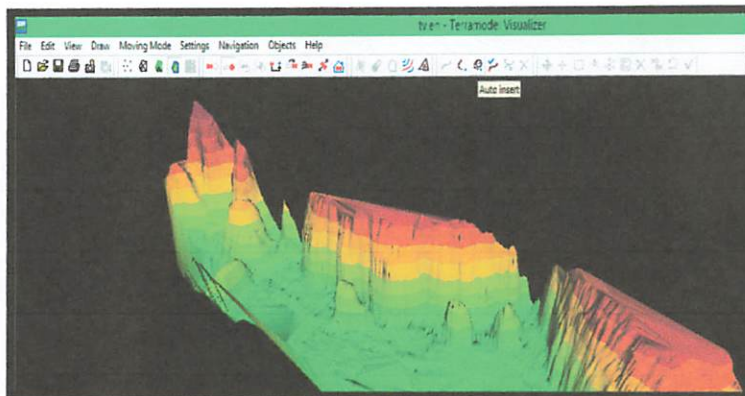 tv.en - Terramodel Visualizer
File Edit View Draw Moving Mode Settings Navigation Objects Help
Auto insert